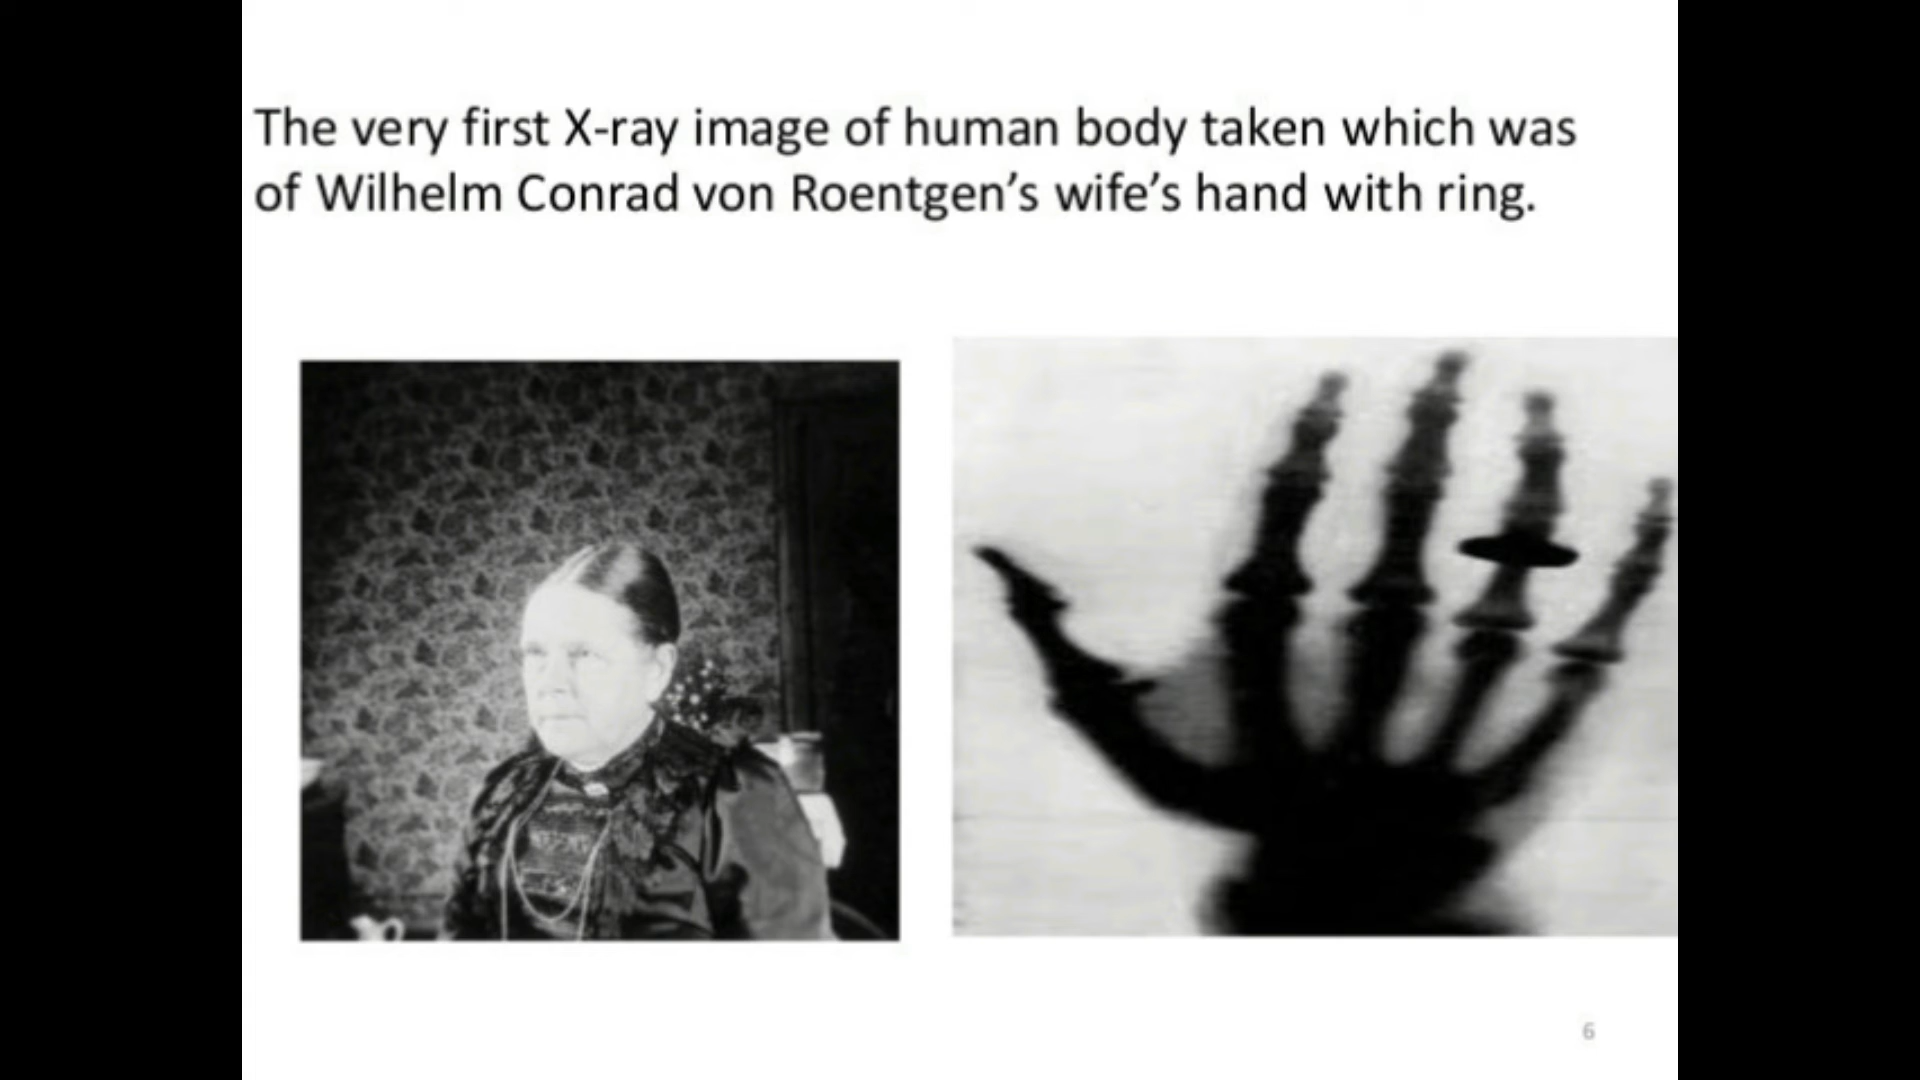 The very first X-ray image of human body taken which was
of Wilhelm Conrad von Roentgen’s wife’s hand with ring.
6